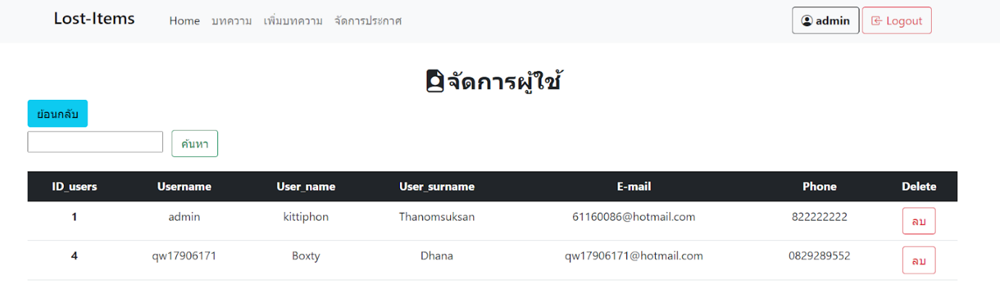 Lost-Items Home บทความ เพิ่มบทความ จัดการประกาศ admin Logout
จัดการผู้ใช้
ย้อนกลับ
ค้นหา
ID_users Username User_name User_surname E-mail Phone Delete
1 admin kittiphon Thanomsuksan 61160086@hotmail.com 822222222 ลบ
4 qw17906171 Boxty Dhana qw17906171@hotmail.com 0829289552 ลบ